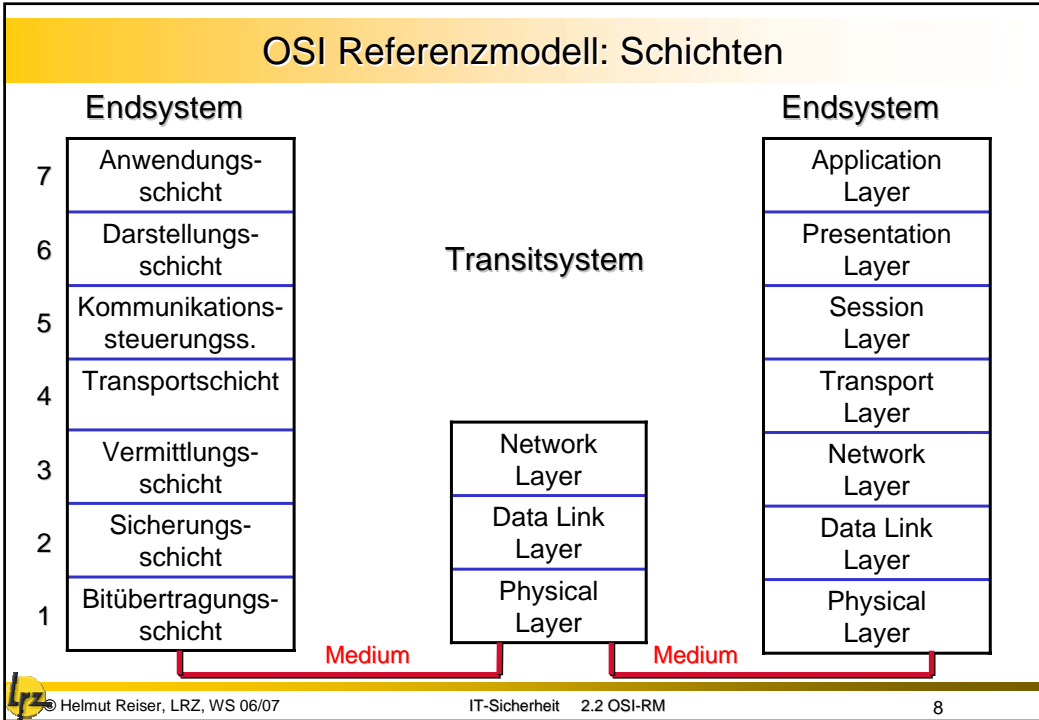 OSI Referenzmodell: Schichten
Endsystem
Endsystem
7
Anwendungs-
schicht
6
Darstellungs-
schicht
5
Kommunikations-
steuerungss.
4
Transportschicht
3
Vermittlungs-
schicht
2
Sicherungs-
schicht
1
Bitübertragungs-
schicht
Transitsystem
Network
Layer
Data Link
Layer
Physical
Layer
Application
Layer
Presentation
Layer
Session
Layer
Transport
Layer
Network
Layer
Data Link
Layer
Physical
Layer
Medium
Medium
lrz
© Helmut Reiser, LRZ, WS 06/07
IT-Sicherheit 2.2 OSI-RM
8